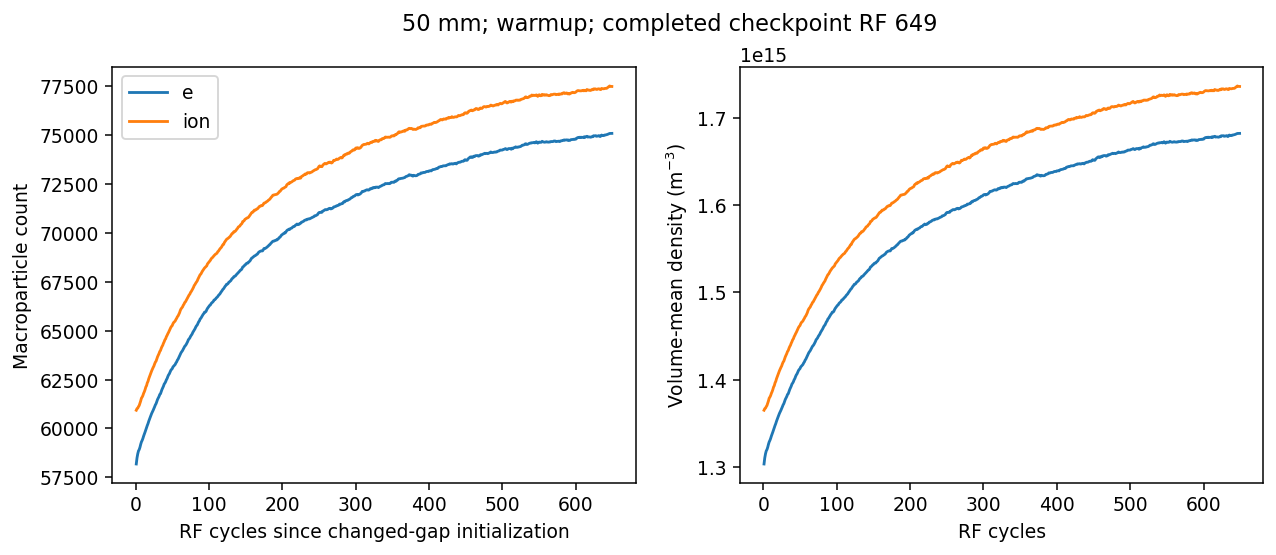 50 mm; warmup; completed checkpoint RF 649
e
ion
Macroparticle count
77500
75000
72500
70000
67500
65000
62500
60000
57500
0 100 200 300 400 500 600
RF cycles since changed-gap initialization
1e15
Volume-mean density (m⁻³)
1.7
1.6
1.5
1.4
1.3
0 100 200 300 400 500 600
RF cycles